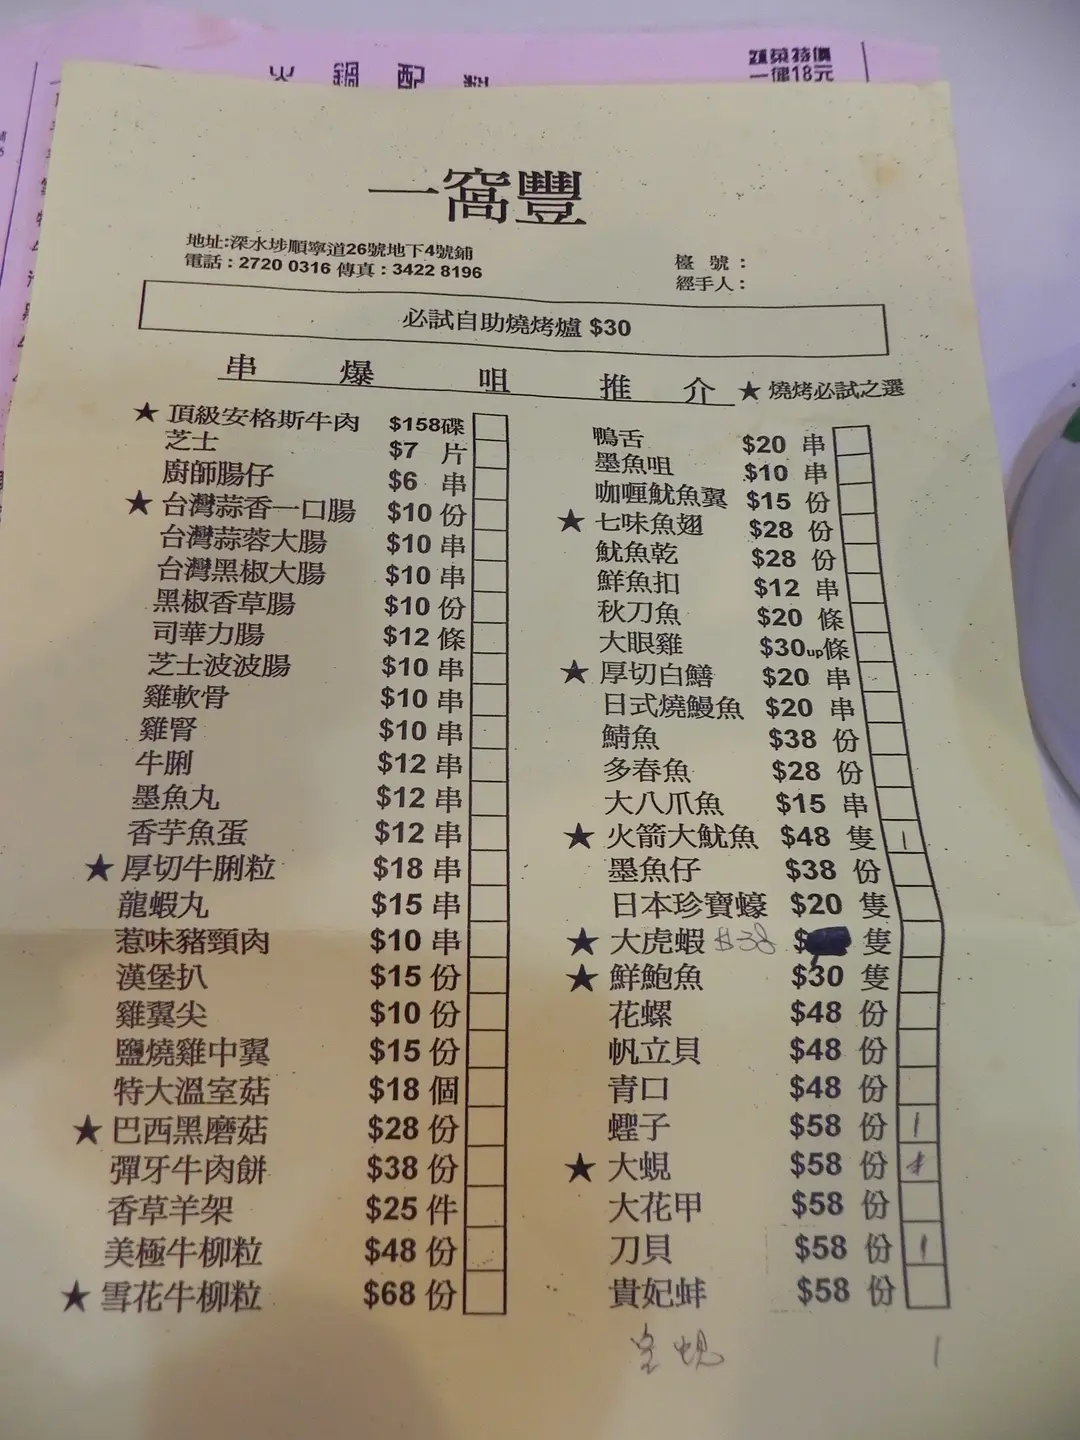 火鍋配料
蔬菜特價
一律18元
一窩豐
地址:深水埗順寧道26號地下4號鋪
電話:2720 0316 傳真:3422 8196
檯 號:
經手人:
必試自助燒烤爐 $30
串 爆 咀 推 介 ★ 燒烤必試之選
★ 頂級安格斯牛肉 $158碟
芝士 $7 片
廚師腸仔 $6 串
★ 台灣蒜香一口腸 $10 份
台灣蒜蓉大腸 $10 串
台灣黑椒大腸 $10 串
黑椒香草腸 $10 份
司華力腸 $12 條
芝士波波腸 $10 串
雞軟骨 $10 串
雞腎 $10 串
牛脷 $12 串
墨魚丸 $12 串
香芋魚蛋 $12 串
★ 厚切牛脷粒 $18 串
龍蝦丸 $15 串
惹味豬頸肉 $10 串
漢堡扒 $15 份
雞翼尖 $10 份
鹽燒雞中翼 $15 份
特大溫室菇 $18 個
★ 巴西黑磨菇 $28 份
彈牙牛肉餅 $38 份
香草羊架 $25 件
美極牛柳粒 $48 份
★ 雪花牛柳粒 $68 份
鴨舌 $20 串
墨魚咀 $10 串
咖喱魷魚翼 $15 份
★ 七味魚翅 $28 份
魷魚乾 $28 份
鮮魚扣 $12 串
秋刀魚 $20 條
大眼雞 $30up條
★ 厚切白鱔 $20 串
日式燒鰻魚 $20 串
鯖魚 $38 份
多春魚 $28 份
大八爪魚 $15 串
★ 火箭大魷魚 $48 隻 1
墨魚仔 $38 份
日本珍寶蠔 $20 隻
★ 大虎蝦 $38 $ 隻
★ 鮮鮑魚 $30 隻
花螺 $48 份
帆立貝 $48 份
青口 $48 份
蟶子 $58 份 1
★ 大蜆 $58 份
大花甲 $58 份
刀貝 $58 份 1
貴妃蚌 $58 份
蜆 1